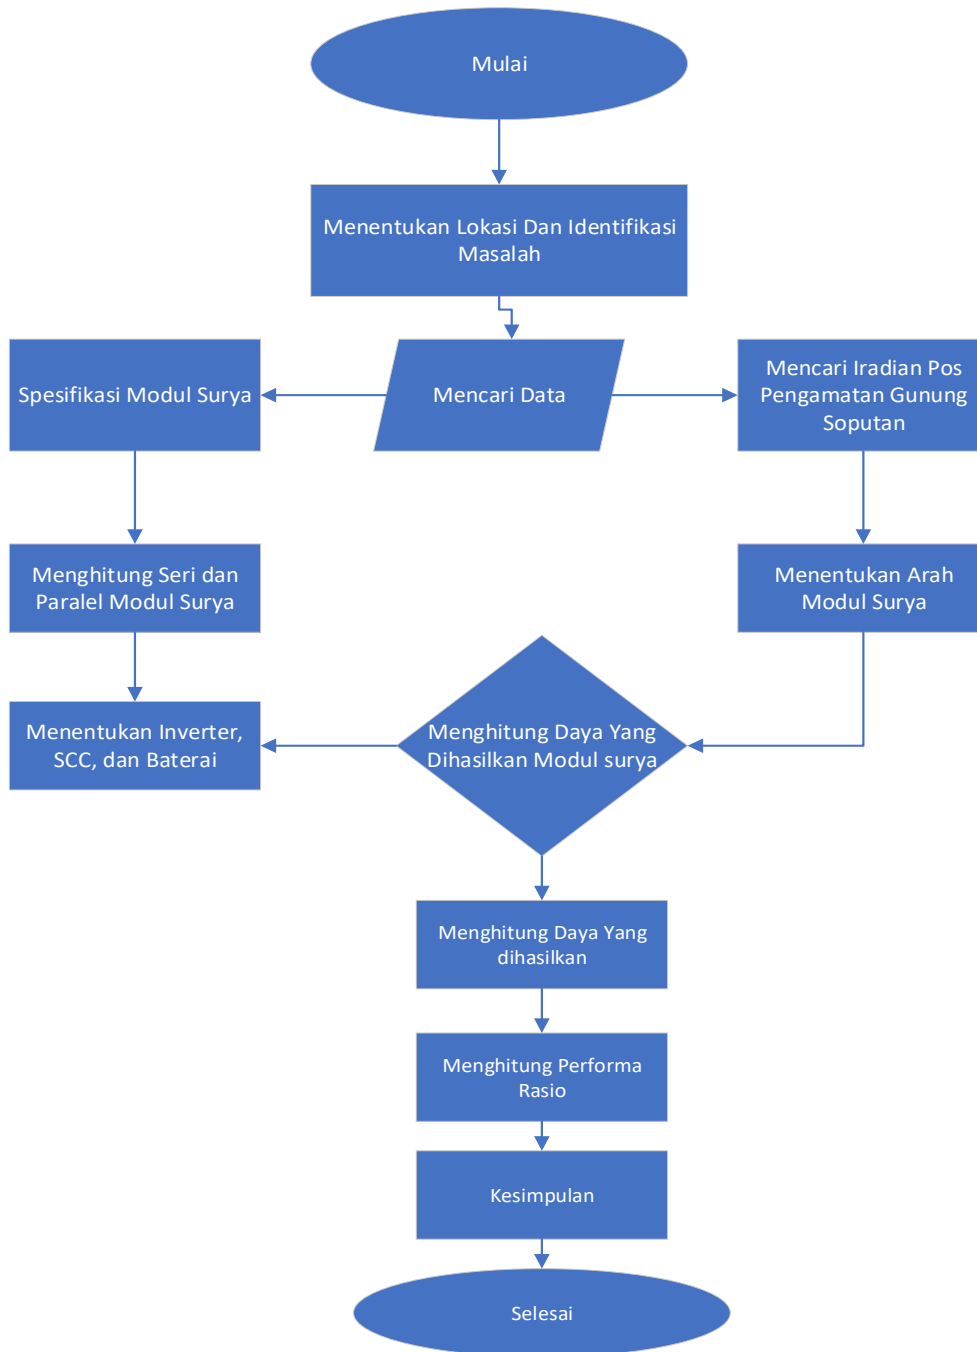 Mulai
Menentukan Lokasi Dan Identifikasi
Masalah
Spesifikasi Modul Surya
Mencari Data
Mencari Iradian Pos
Pengamatan Gunung
Soputan
Menghitung Seri dan
Paralel Modul Surya
Menentukan Arah
Modul Surya
Menentukan Inverter,
SCC, dan Baterai
Menghitung Daya Yang
Dihasilkan Modul surya
Menghitung Daya Yang
dihasilkan
Menghitung Performa
Rasio
Kesimpulan
Selesai